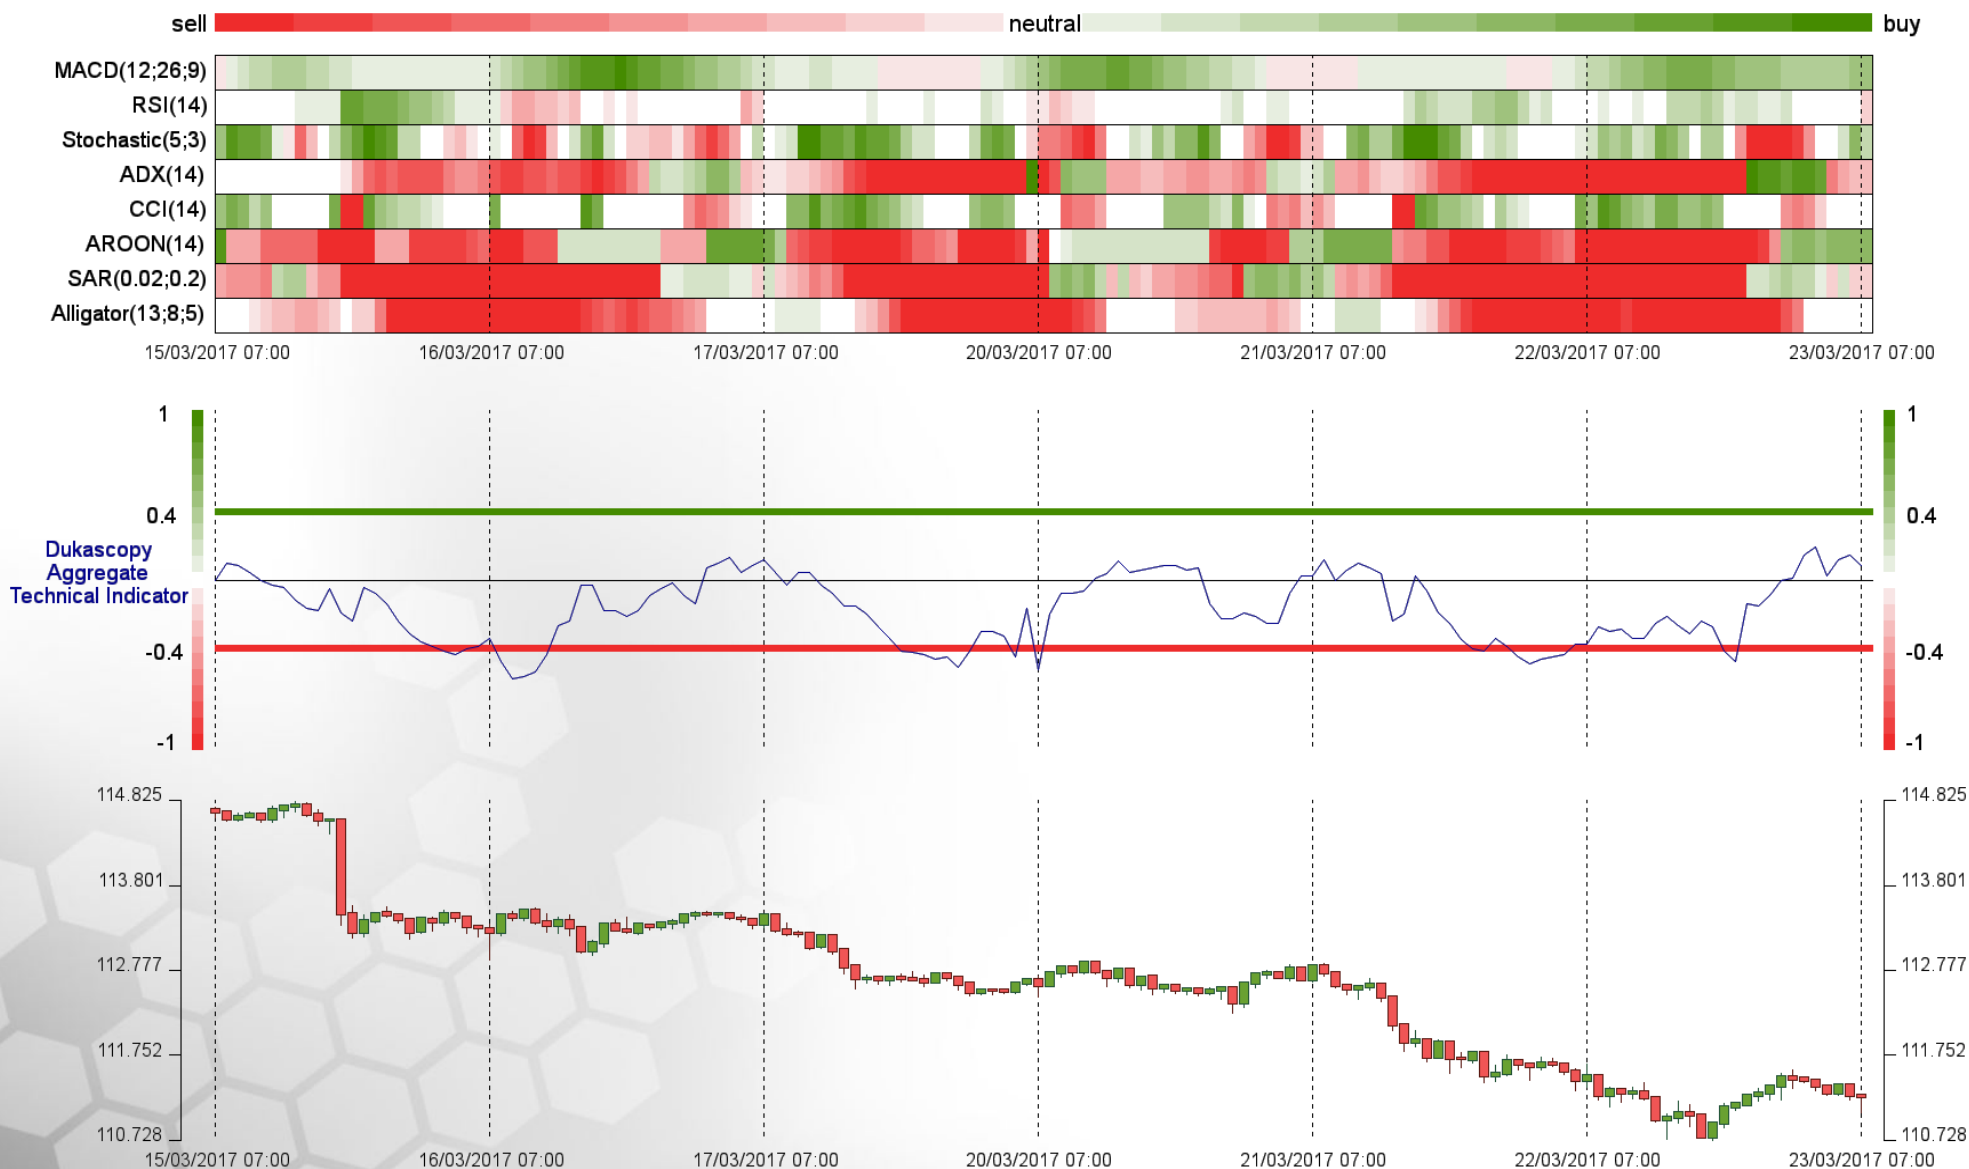 sell neutral buy
MACD(12;26;9)
RSI(14)
Stochastic(5;3)
ADX(14)
CCI(14)
AROON(14)
SAR(0.02;0.2)
Alligator(13;8;5)
15/03/2017 07:00 16/03/2017 07:00 17/03/2017 07:00 20/03/2017 07:00 21/03/2017 07:00 22/03/2017 07:00 23/03/2017 07:00
1 1
0.4 0.4
Dukascopy
Aggregate
Technical Indicator
-0.4 -0.4
-1 -1
114.825 114.825
113.801 113.801
112.777 112.777
111.752 111.752
110.728 110.728
15/03/2017 07:00 16/03/2017 07:00 17/03/2017 07:00 20/03/2017 07:00 21/03/2017 07:00 22/03/2017 07:00 23/03/2017 07:00